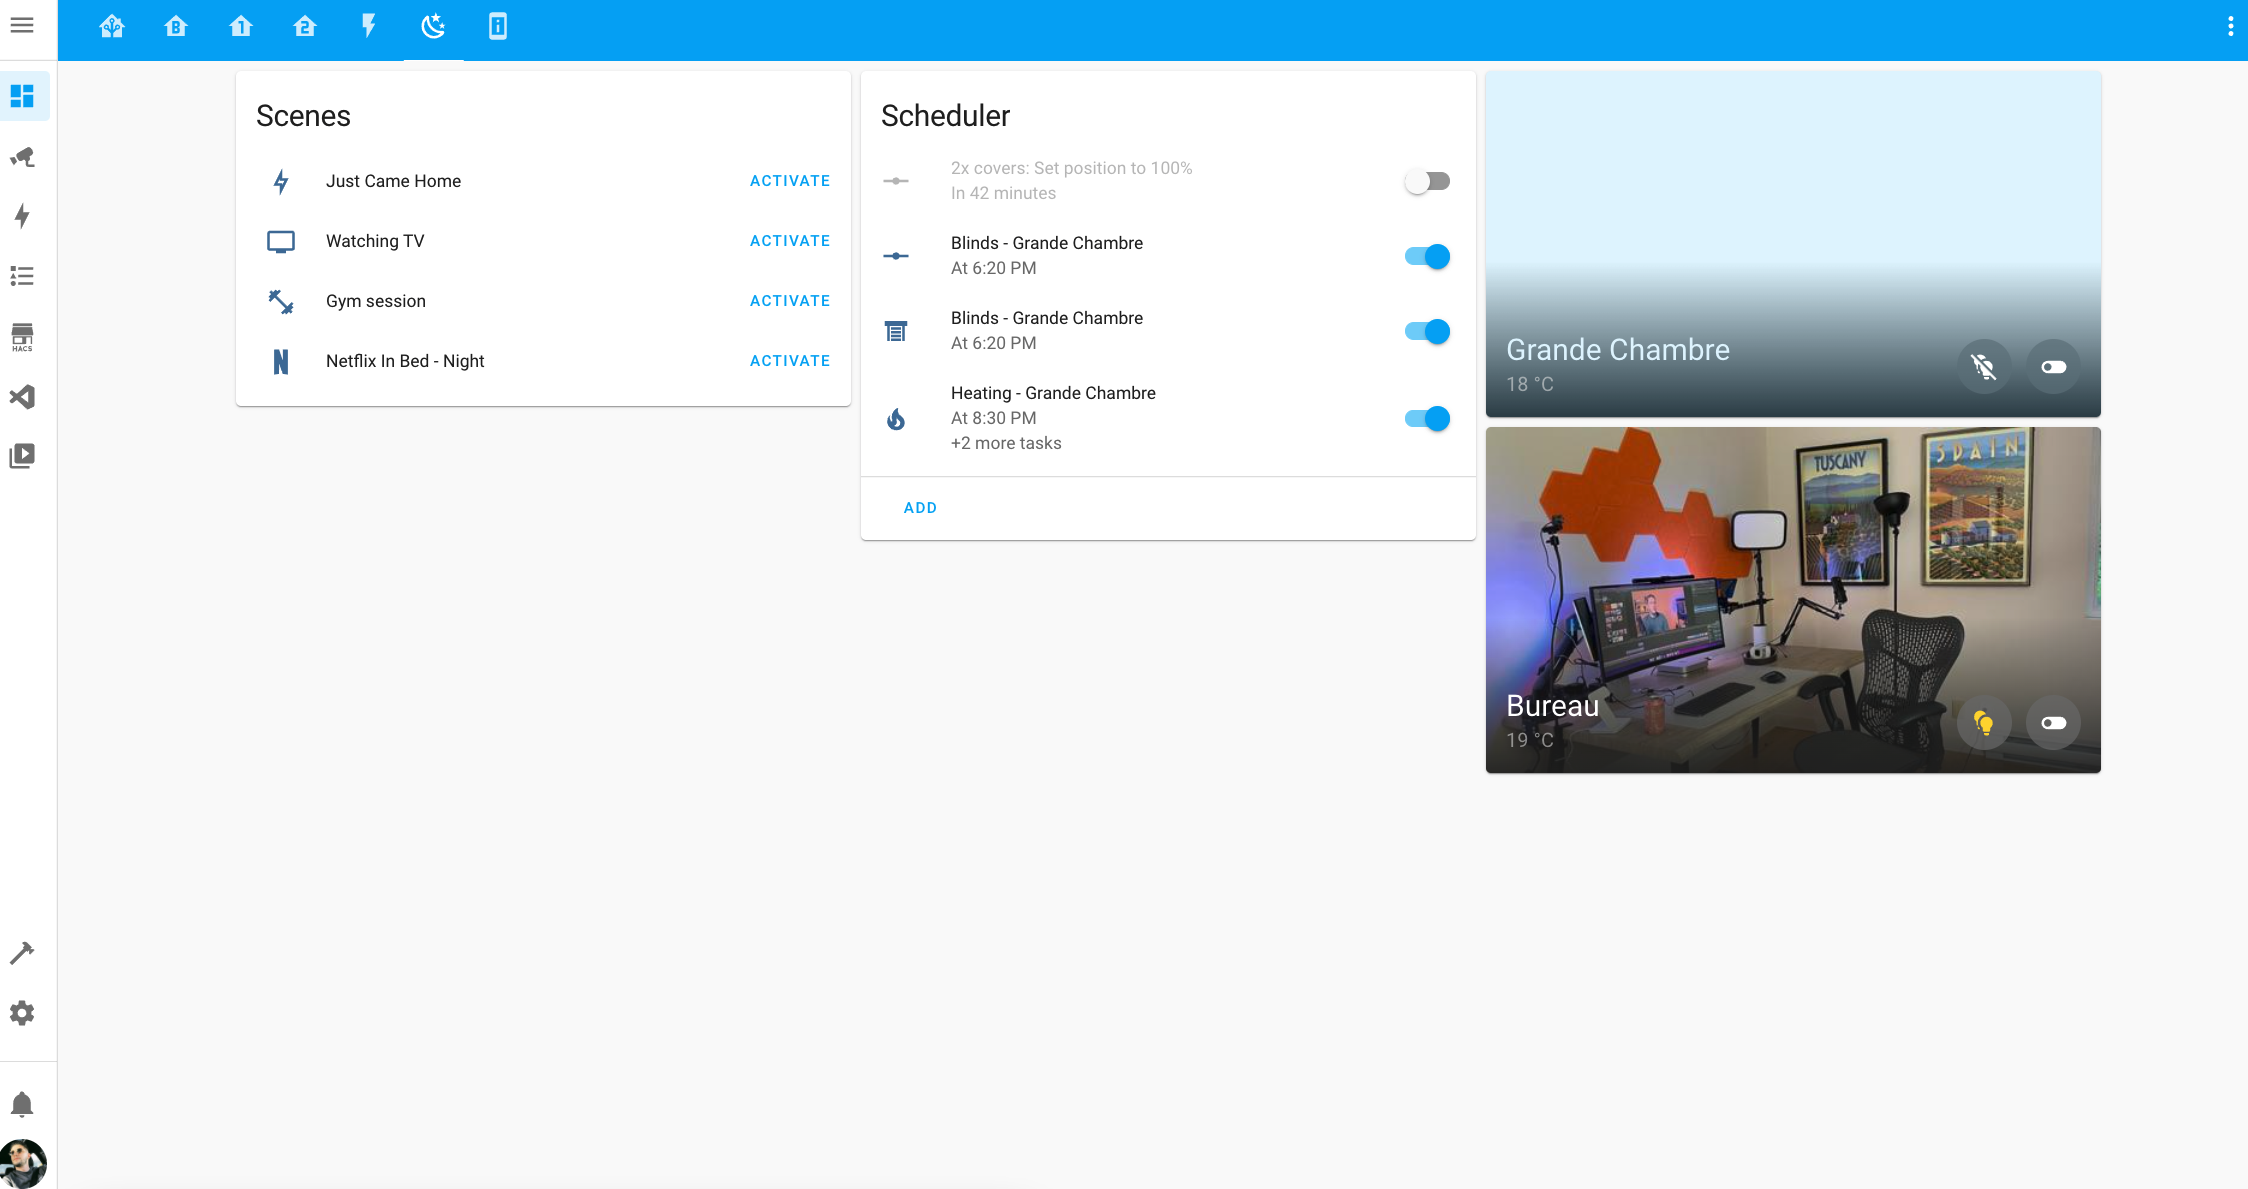 B
1
2
Scenes
Just Came Home
ACTIVATE
Watching TV
ACTIVATE
Gym session
ACTIVATE
Netflix In Bed - Night
ACTIVATE
Scheduler
2x covers: Set position to 100%
In 42 minutes
Blinds - Grande Chambre
At 6:20 PM
Blinds - Grande Chambre
At 6:20 PM
Heating - Grande Chambre
At 8:30 PM
+2 more tasks
ADD
Grande Chambre
18 °C
TUSCANY
SPAIN
Bureau
19 °C
HACS